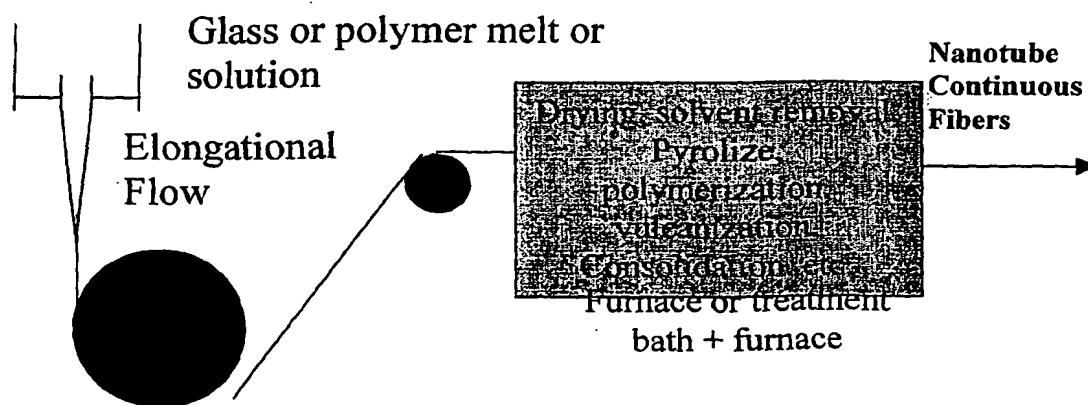 Glass or polymer melt or
solution
Elongational
Flow
Nanotube
Continuous
Fibers
Drying, solvent removal,
Pyrolize,
polymerization,
vulcanization,
Consolidation, etc.
Furnace or treatment
bath + furnace